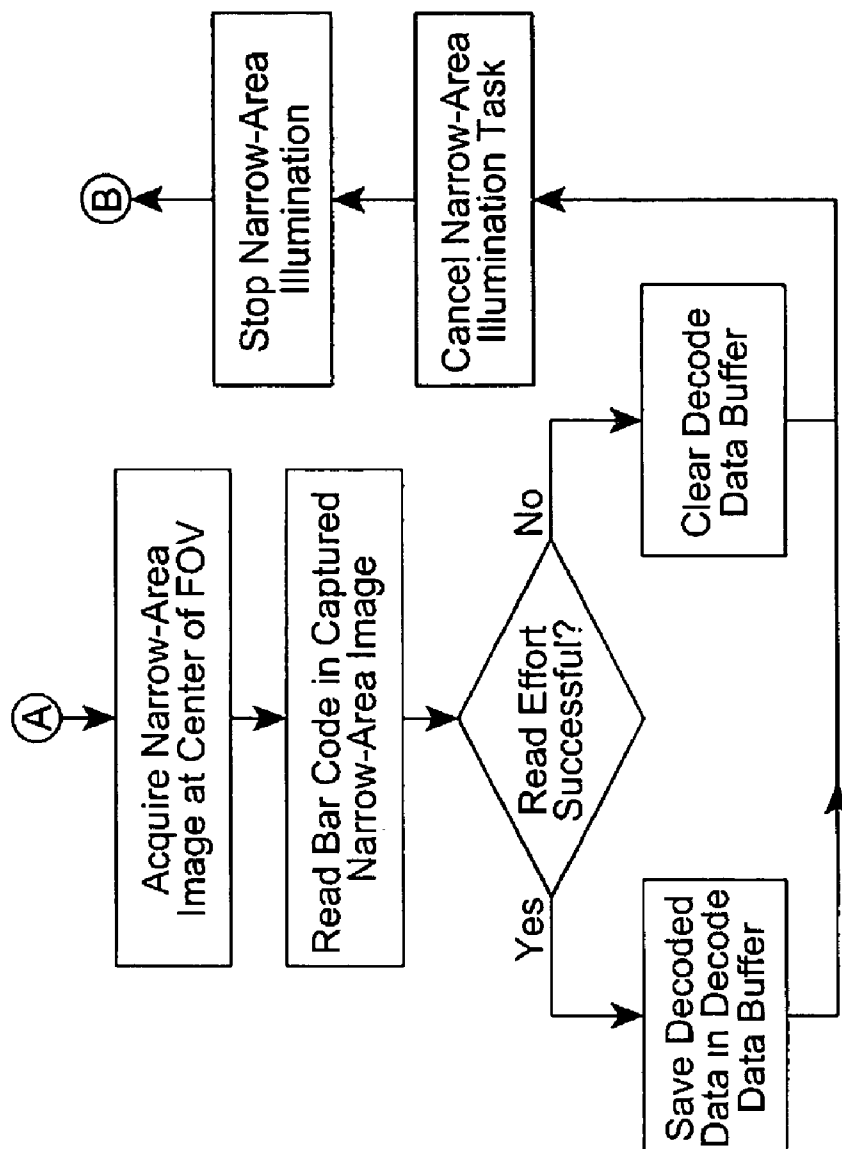 A
Acquire Narrow-Area
Image at Center of FOV
Read Bar Code in Captured
Narrow-Area Image
Read Effort
Successful?
Yes
No
Save Decoded
Data in Decode
Data Buffer
Clear Decode
Data Buffer
Cancel Narrow-Area
Illumination Task
Stop Narrow-Area
Illumination
B